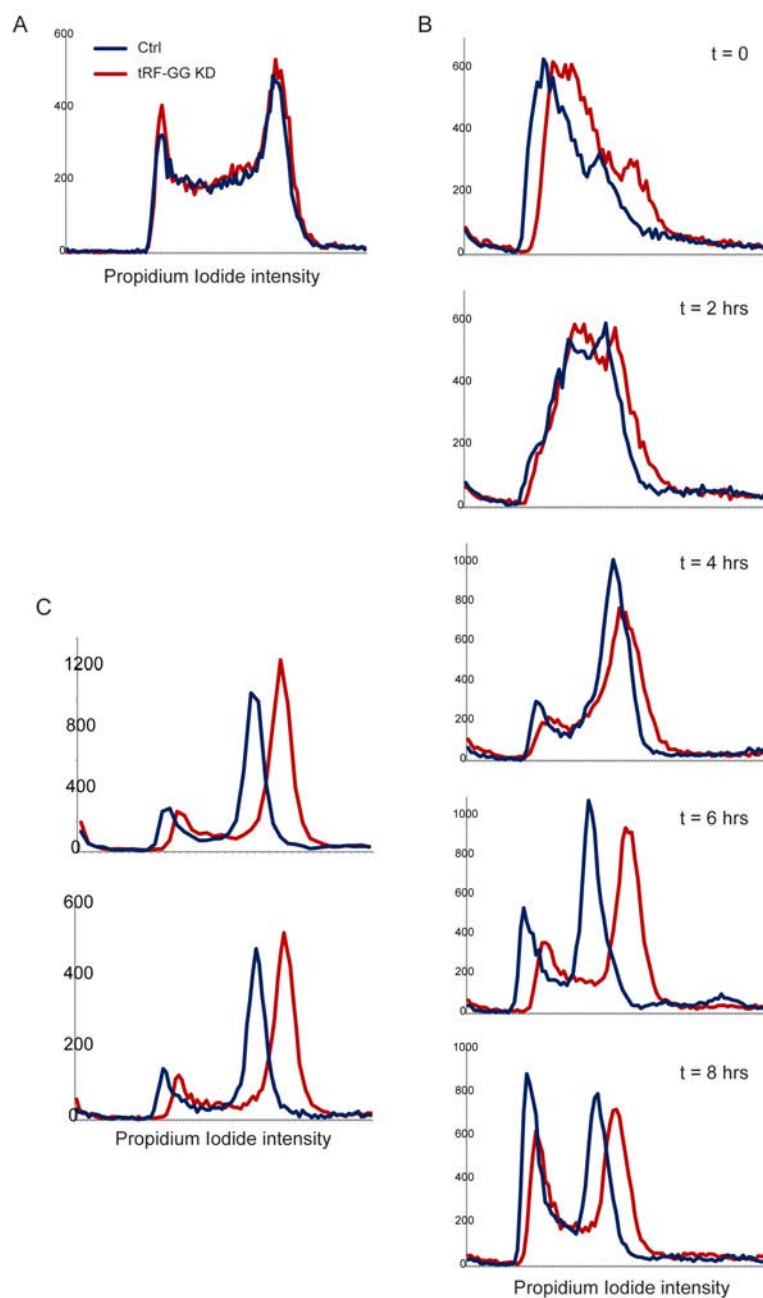 A
600
400
200
0
Ctrl
tRF-GG KD
Propidium Iodide intensity
B
t = 0
600
400
200
0
t = 2 hrs
600
400
200
0
t = 4 hrs
1000
800
600
400
200
0
t = 6 hrs
1000
800
600
400
200
0
t = 8 hrs
1000
800
600
400
200
0
Propidium Iodide intensity
C
1200
800
400
0
600
400
200
0
Propidium Iodide intensity